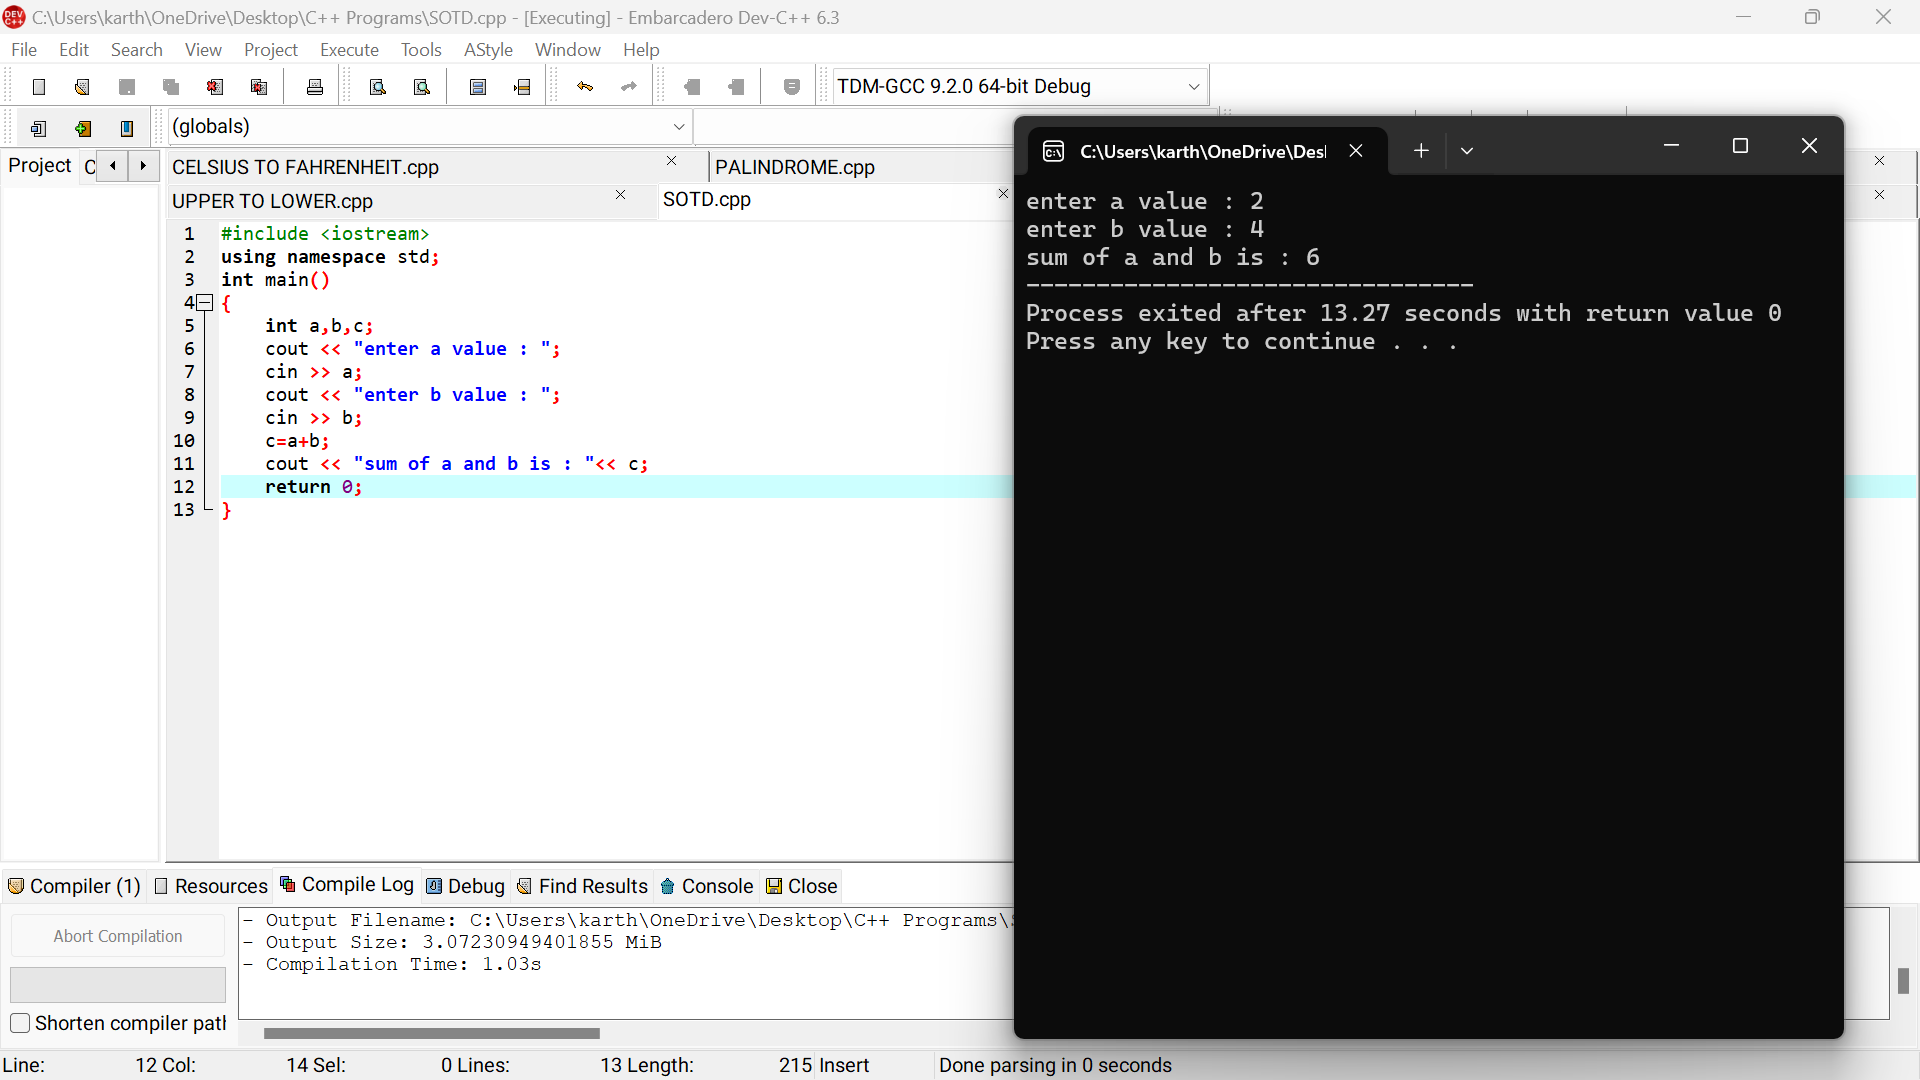 C:\Users\karth\OneDrive\Desktop\C++ Programs\SOTD.cpp - [Executing] - Embarcadero Dev-C++ 6.3
File Edit Search View Project Execute Tools AStyle Window Help
TDM-GCC 9.2.0 64-bit Debug
(globals)
Project
CELSIUS TO FAHRENHEIT.cpp PALINDROME.cpp
UPPER TO LOWER.cpp SOTD.cpp
1 #include <iostream>
2 using namespace std;
3 int main()
4 {
5 int a,b,c;
6 cout << "enter a value : ";
7 cin >> a;
8 cout << "enter b value : ";
9 cin >> b;
10 c=a+b;
11 cout << "sum of a and b is : "<< c;
12 return 0;
13 }
C:\Users\karth\OneDrive\Des
enter a value : 2
enter b value : 4
sum of a and b is : 6
--------------------------------
Process exited after 13.27 seconds with return value 0
Press any key to continue . . .
Compiler (1) Resources Compile Log Debug Find Results Console Close
Abort Compilation
Shorten compiler pat
- Output Filename: C:\Users\karth\OneDrive\Desktop\C++ Programs\
- Output Size: 3.07230949401855 MiB
- Compilation Time: 1.03s
Line: 12 Col: 14 Sel: 0 Lines: 13 Length: 215 Insert Done parsing in 0 seconds